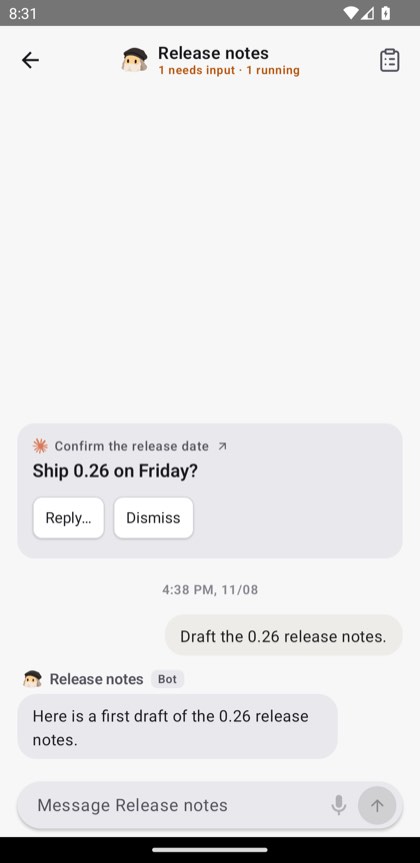 8:31
Release notes
1 needs input · 1 running
Confirm the release date ↗
Ship 0.26 on Friday?
Reply...
Dismiss
4:38 PM, 11/08
Draft the 0.26 release notes.
Release notes Bot
Here is a first draft of the 0.26 release
notes.
Message Release notes